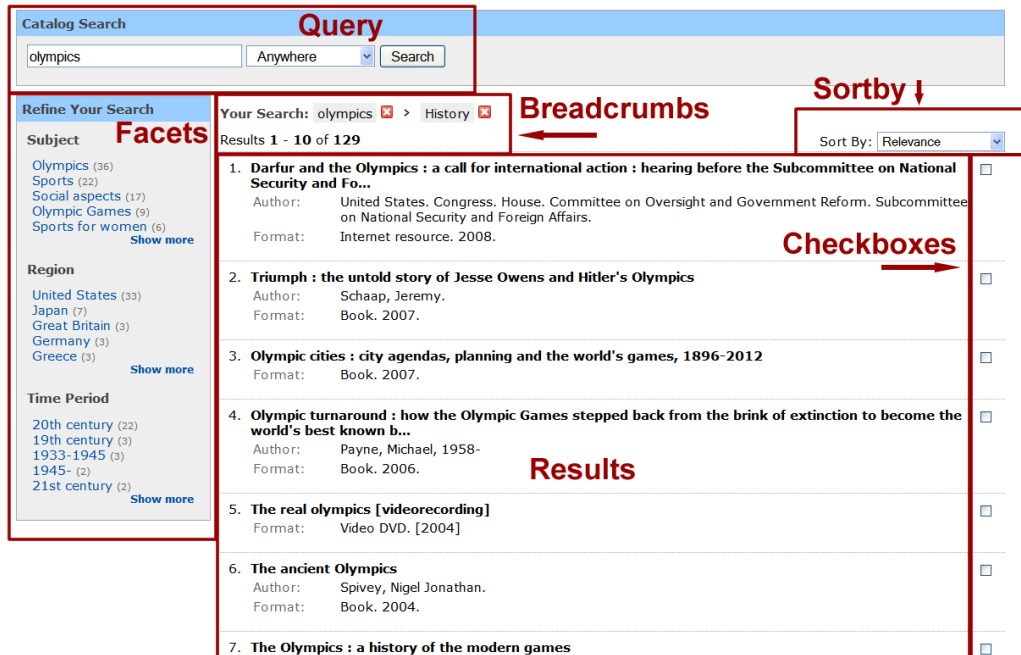 Catalog Search
Query
olympics Anywhere Search
Refine Your Search
Facets
Subject
Olympics (36)
Sports (22)
Social aspects (17)
Olympic Games (9)
Sports for women (6)
Show more
Region
United States (33)
Japan (7)
Great Britain (3)
Germany (3)
Greece (3)
Show more
Time Period
20th century (22)
19th century (3)
1933-1945 (3)
1945- (2)
21st century (2)
Show more
Your Search: olympics > History
Breadcrumbs
Results 1 - 10 of 129
Sortby
Sort By: Relevance
1. Darfur and the Olympics : a call for international action : hearing before the Subcommittee on National
Security and Fo...
Author: United States. Congress. House. Committee on Oversight and Government Reform. Subcommittee
on National Security and Foreign Affairs.
Format: Internet resource. 2008.
Checkboxes
2. Triumph : the untold story of Jesse Owens and Hitler's Olympics
Author: Schaap, Jeremy.
Format: Book. 2007.
3. Olympic cities : city agendas, planning and the world's games, 1896-2012
Format: Book. 2007.
4. Olympic turnaround : how the Olympic Games stepped back from the brink of extinction to become the
world's best known b...
Author: Payne, Michael, 1958-
Format: Book. 2006.
Results
5. The real olympics [videorecording]
Format: Video DVD. [2004]
6. The ancient Olympics
Author: Spivey, Nigel Jonathan.
Format: Book. 2004.
7. The Olympics : a history of the modern games